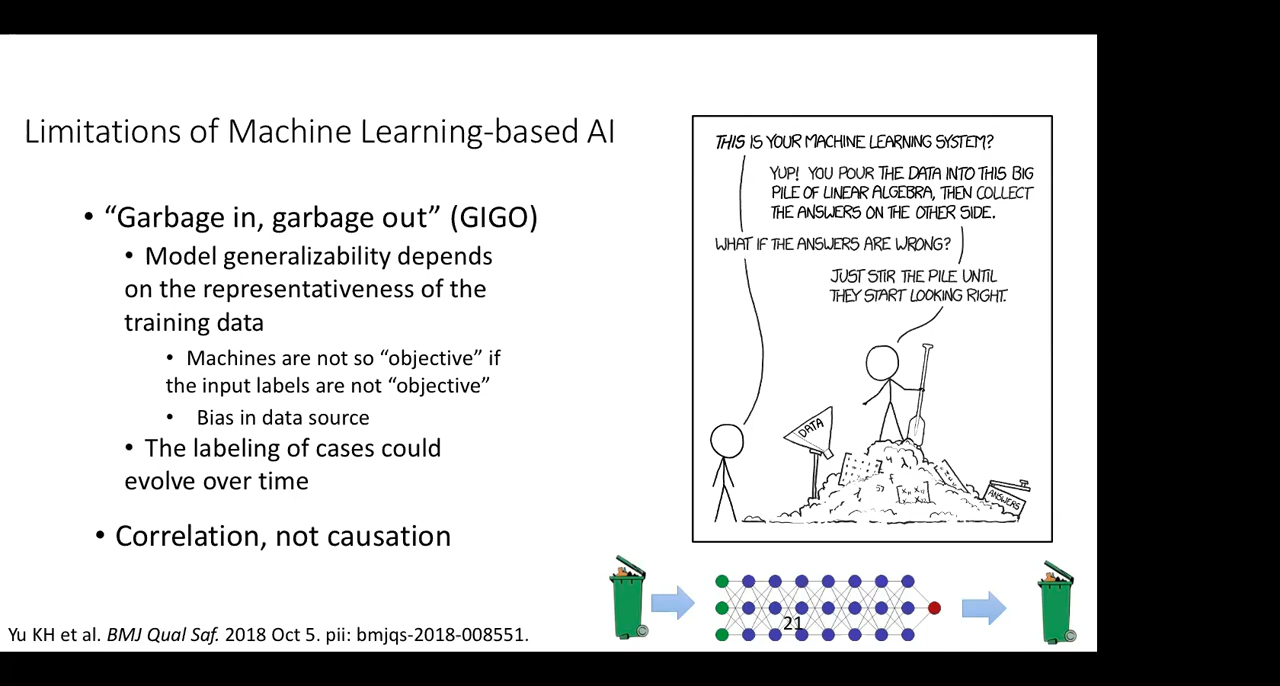 Limitations of Machine Learning-based AI
• “Garbage in, garbage out” (GIGO)
• Model generalizability depends
on the representativeness of the
training data
• Machines are not so “objective” if
the input labels are not “objective”
• Bias in data source
• The labeling of cases could
evolve over time
• Correlation, not causation
Yu KH et al. BMJ Qual Saf. 2018 Oct 5. pii: bmjqs-2018-008551.
THIS IS YOUR MACHINE LEARNING SYSTEM?
YUP! YOU POUR THE DATA INTO THIS BIG
PILE OF LINEAR ALGEBRA, THEN COLLECT
THE ANSWERS ON THE OTHER SIDE.
WHAT IF THE ANSWERS ARE WRONG?
JUST STIR THE PILE UNTIL
THEY START LOOKING RIGHT.
DATA
ANSWERS
21